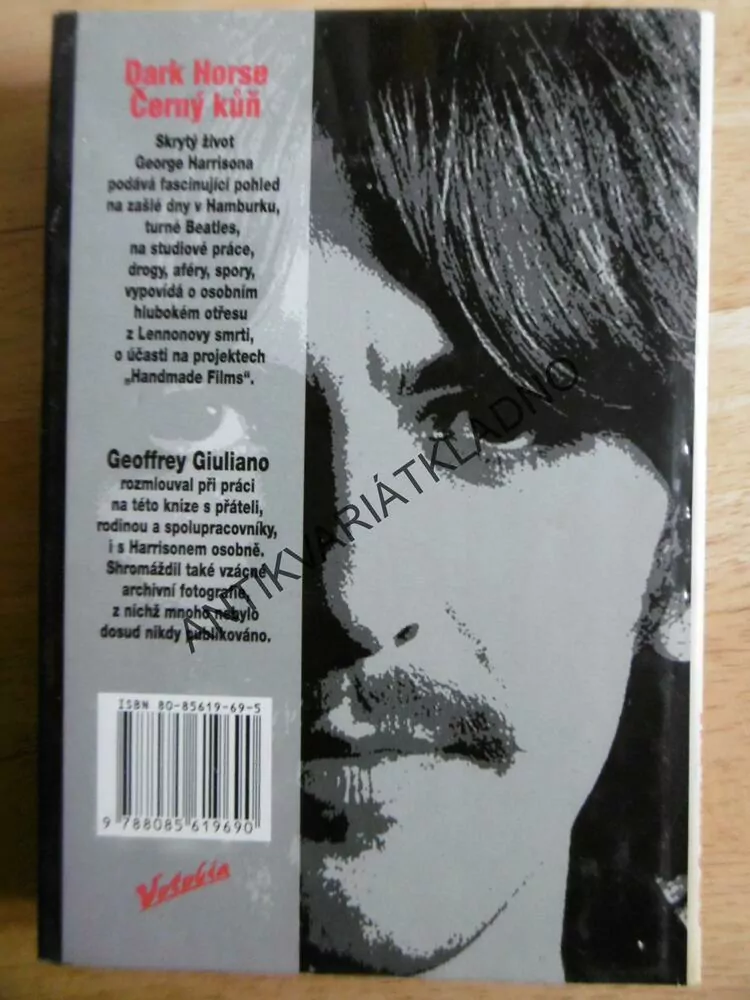 Dark Horse
Černý kůň
Skrytý život
George Harrisona
podává fascinující pohled
na zašlé dny v Hamburku,
turné Beatles,
na studiové práce,
drogy, aféry, spory,
vypovídá o osobním
hlubokém otřesu
z Lennonovy smrti,
o účasti na projektech
„Handmade Films“.
Geoffrey Giuliano
rozmlouval při práci
na této knize s přáteli,
rodinou a spolupracovníky,
i s Harrisonem osobně.
Shromáždil také vzácné
archivní fotografie,
z nichž mnoho nebylo
dosud nikdy publikováno.
ANTIKVARIÁTKLADNO
ISBN 80-85619-69-5
9 788085 619690
Votobia